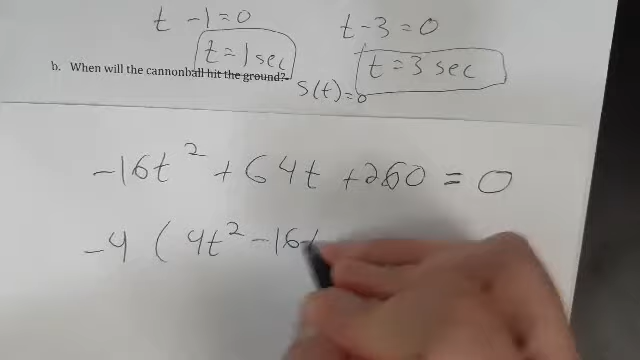 t - 1 = 0 t - 3 = 0
t = 1 sec t = 3 sec
b. When will the cannonball hit the ground? S(t) = 0
-16t² + 64t + 260 = 0
-4 ( 4t² - 16t